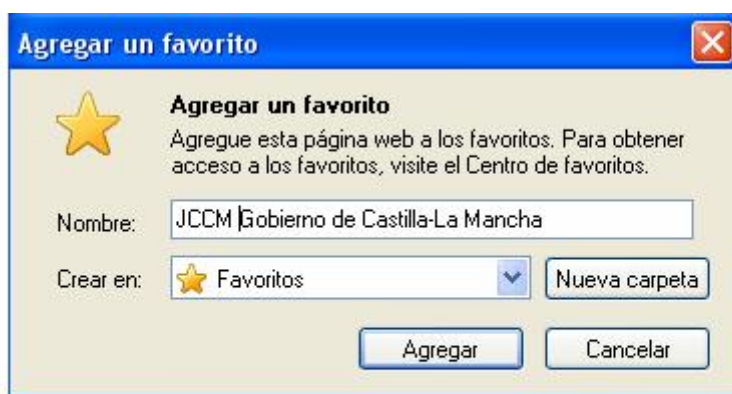 Agregar un favorito
Agregar un favorito
Agregue esta página web a los favoritos. Para obtener
acceso a los favoritos, visite el Centro de favoritos.
Nombre: JCCM Gobierno de Castilla-La Mancha
Crear en: Favoritos Nueva carpeta
Agregar Cancelar